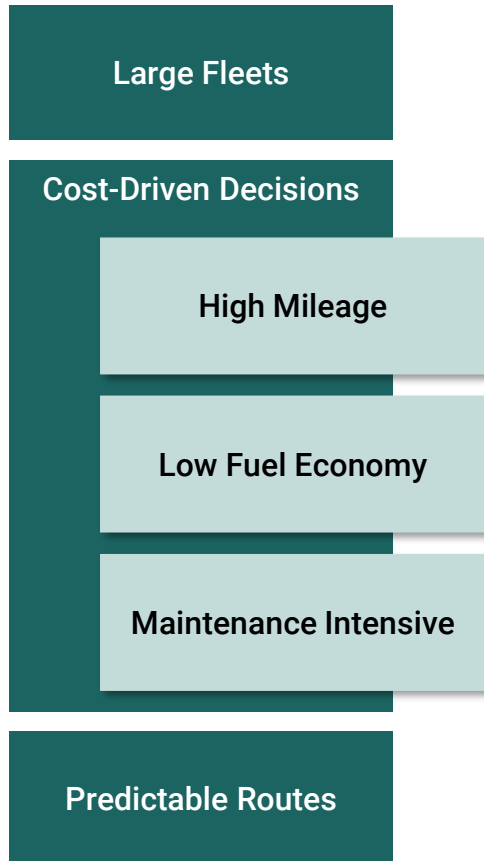 Large Fleets
Cost-Driven Decisions
High Mileage
Low Fuel Economy
Maintenance Intensive
Predictable Routes